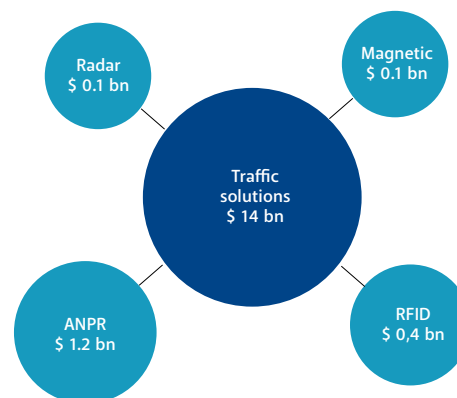 Radar
$ 0.1 bn
Magnetic
$ 0.1 bn
Traffic
solutions
$ 14 bn
ANPR
$ 1.2 bn
RFID
$ 0,4 bn